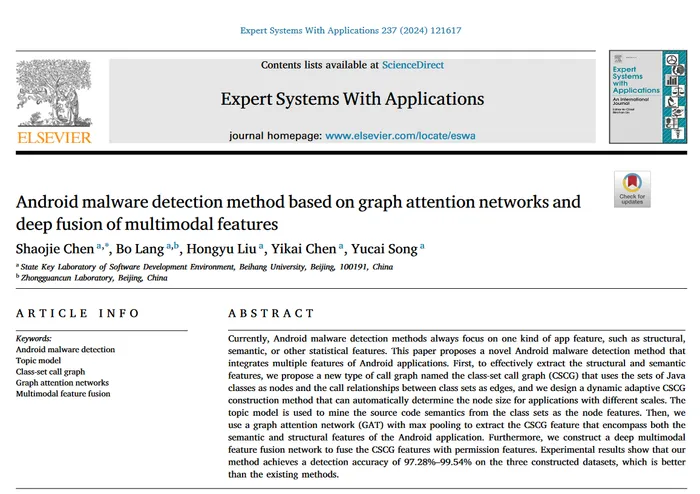 Expert Systems With Applications 237 (2024) 121617
Contents lists available at ScienceDirect
Expert Systems With Applications
journal homepage: www.elsevier.com/locate/eswa
ELSEVIER
Expert
Systems
with
Applications
An International
Journal
Check for
updates
Android malware detection method based on graph attention networks and
deep fusion of multimodal features
Shaojie Chen a,*, Bo Lang a,b, Hongyu Liu a, Yikai Chen a, Yucai Song a
a State Key Laboratory of Software Development Environment, Beihang University, Beijing, 100191, China
b Zhongguancun Laboratory, Beijing, China
ARTICLE INFO
Keywords:
Android malware detection
Topic model
Class-set call graph
Graph attention networks
Multimodal feature fusion
ABSTRACT
Currently, Android malware detection methods always focus on one kind of app feature, such as structural,
semantic, or other statistical features. This paper proposes a novel Android malware detection method that
integrates multiple features of Android applications. First, to effectively extract the structural and semantic
features, we propose a new type of call graph named the class-set call graph (CSCG) that uses the sets of Java
classes as nodes and the call relationships between class sets as edges, and we design a dynamic adaptive CSCG
construction method that can automatically determine the node size for applications with different scales. The
topic model is used to mine the source code semantics from the class sets as the node features. Then, we
use a graph attention network (GAT) with max pooling to extract the CSCG feature that encompass both the
semantic and structural features of the Android application. Furthermore, we construct a deep multimodal
feature fusion network to fuse the CSCG features with permission features. Experimental results show that our
method achieves a detection accuracy of 97.28%–99.54% on the three constructed datasets, which is better
than the existing methods.